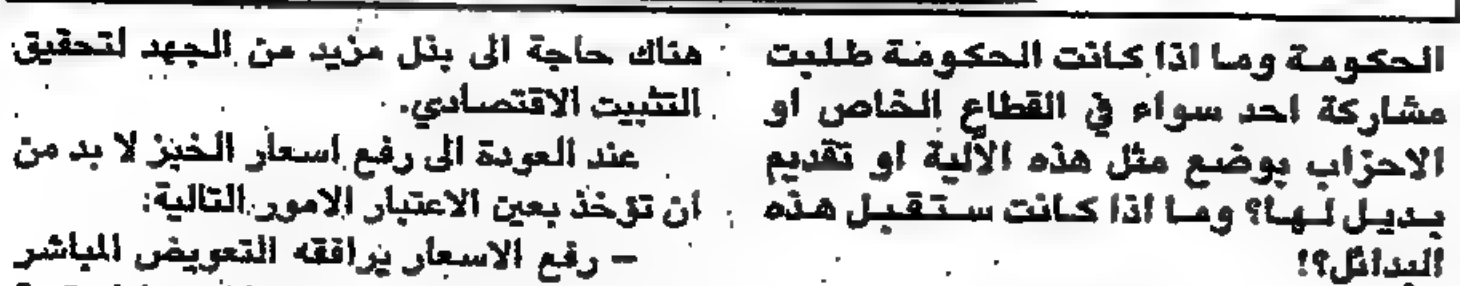 الحكومة وما اذا كانت الحكومة طلبت
مشاركة احد سواء في القطاع الخاص او
الاحزاب بوضع مثل هذه الآلية او تقديم
بديل لها؟ وما اذا كانت ستقبل هذه
البدائل؟!
هناك حاجة الى بذل مزيد من الجهد لتحقيق
التثبيت الاقتصادي.
عند العودة الى رفع اسعار الخبز لا بد من
ان تؤخذ بعين الاعتبار الامور التالية:
– رفع الاسعار يرافقه التعويض المباشر